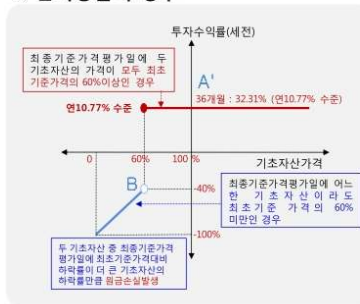 투자수익률(세전)
최종기준가격평가일에 두
기초자산의 가격이 모두 최초
기준가격의 60%이상인 경우
A'
36개월 : 32.31% (연10.77% 수준)
연10.77% 수준
0
60%
100 %
기초자산가격
B
-40%
-100%
최종기준가격평가일에 어느
한 기초자산이라도
최초기준 가격의 60%
미만인 경우
두 기초자산 중 최종기준가격
평가일에 최초기준가격대비
하락률이 더 큰 기초자산의
하락률만큼 원금손실발생